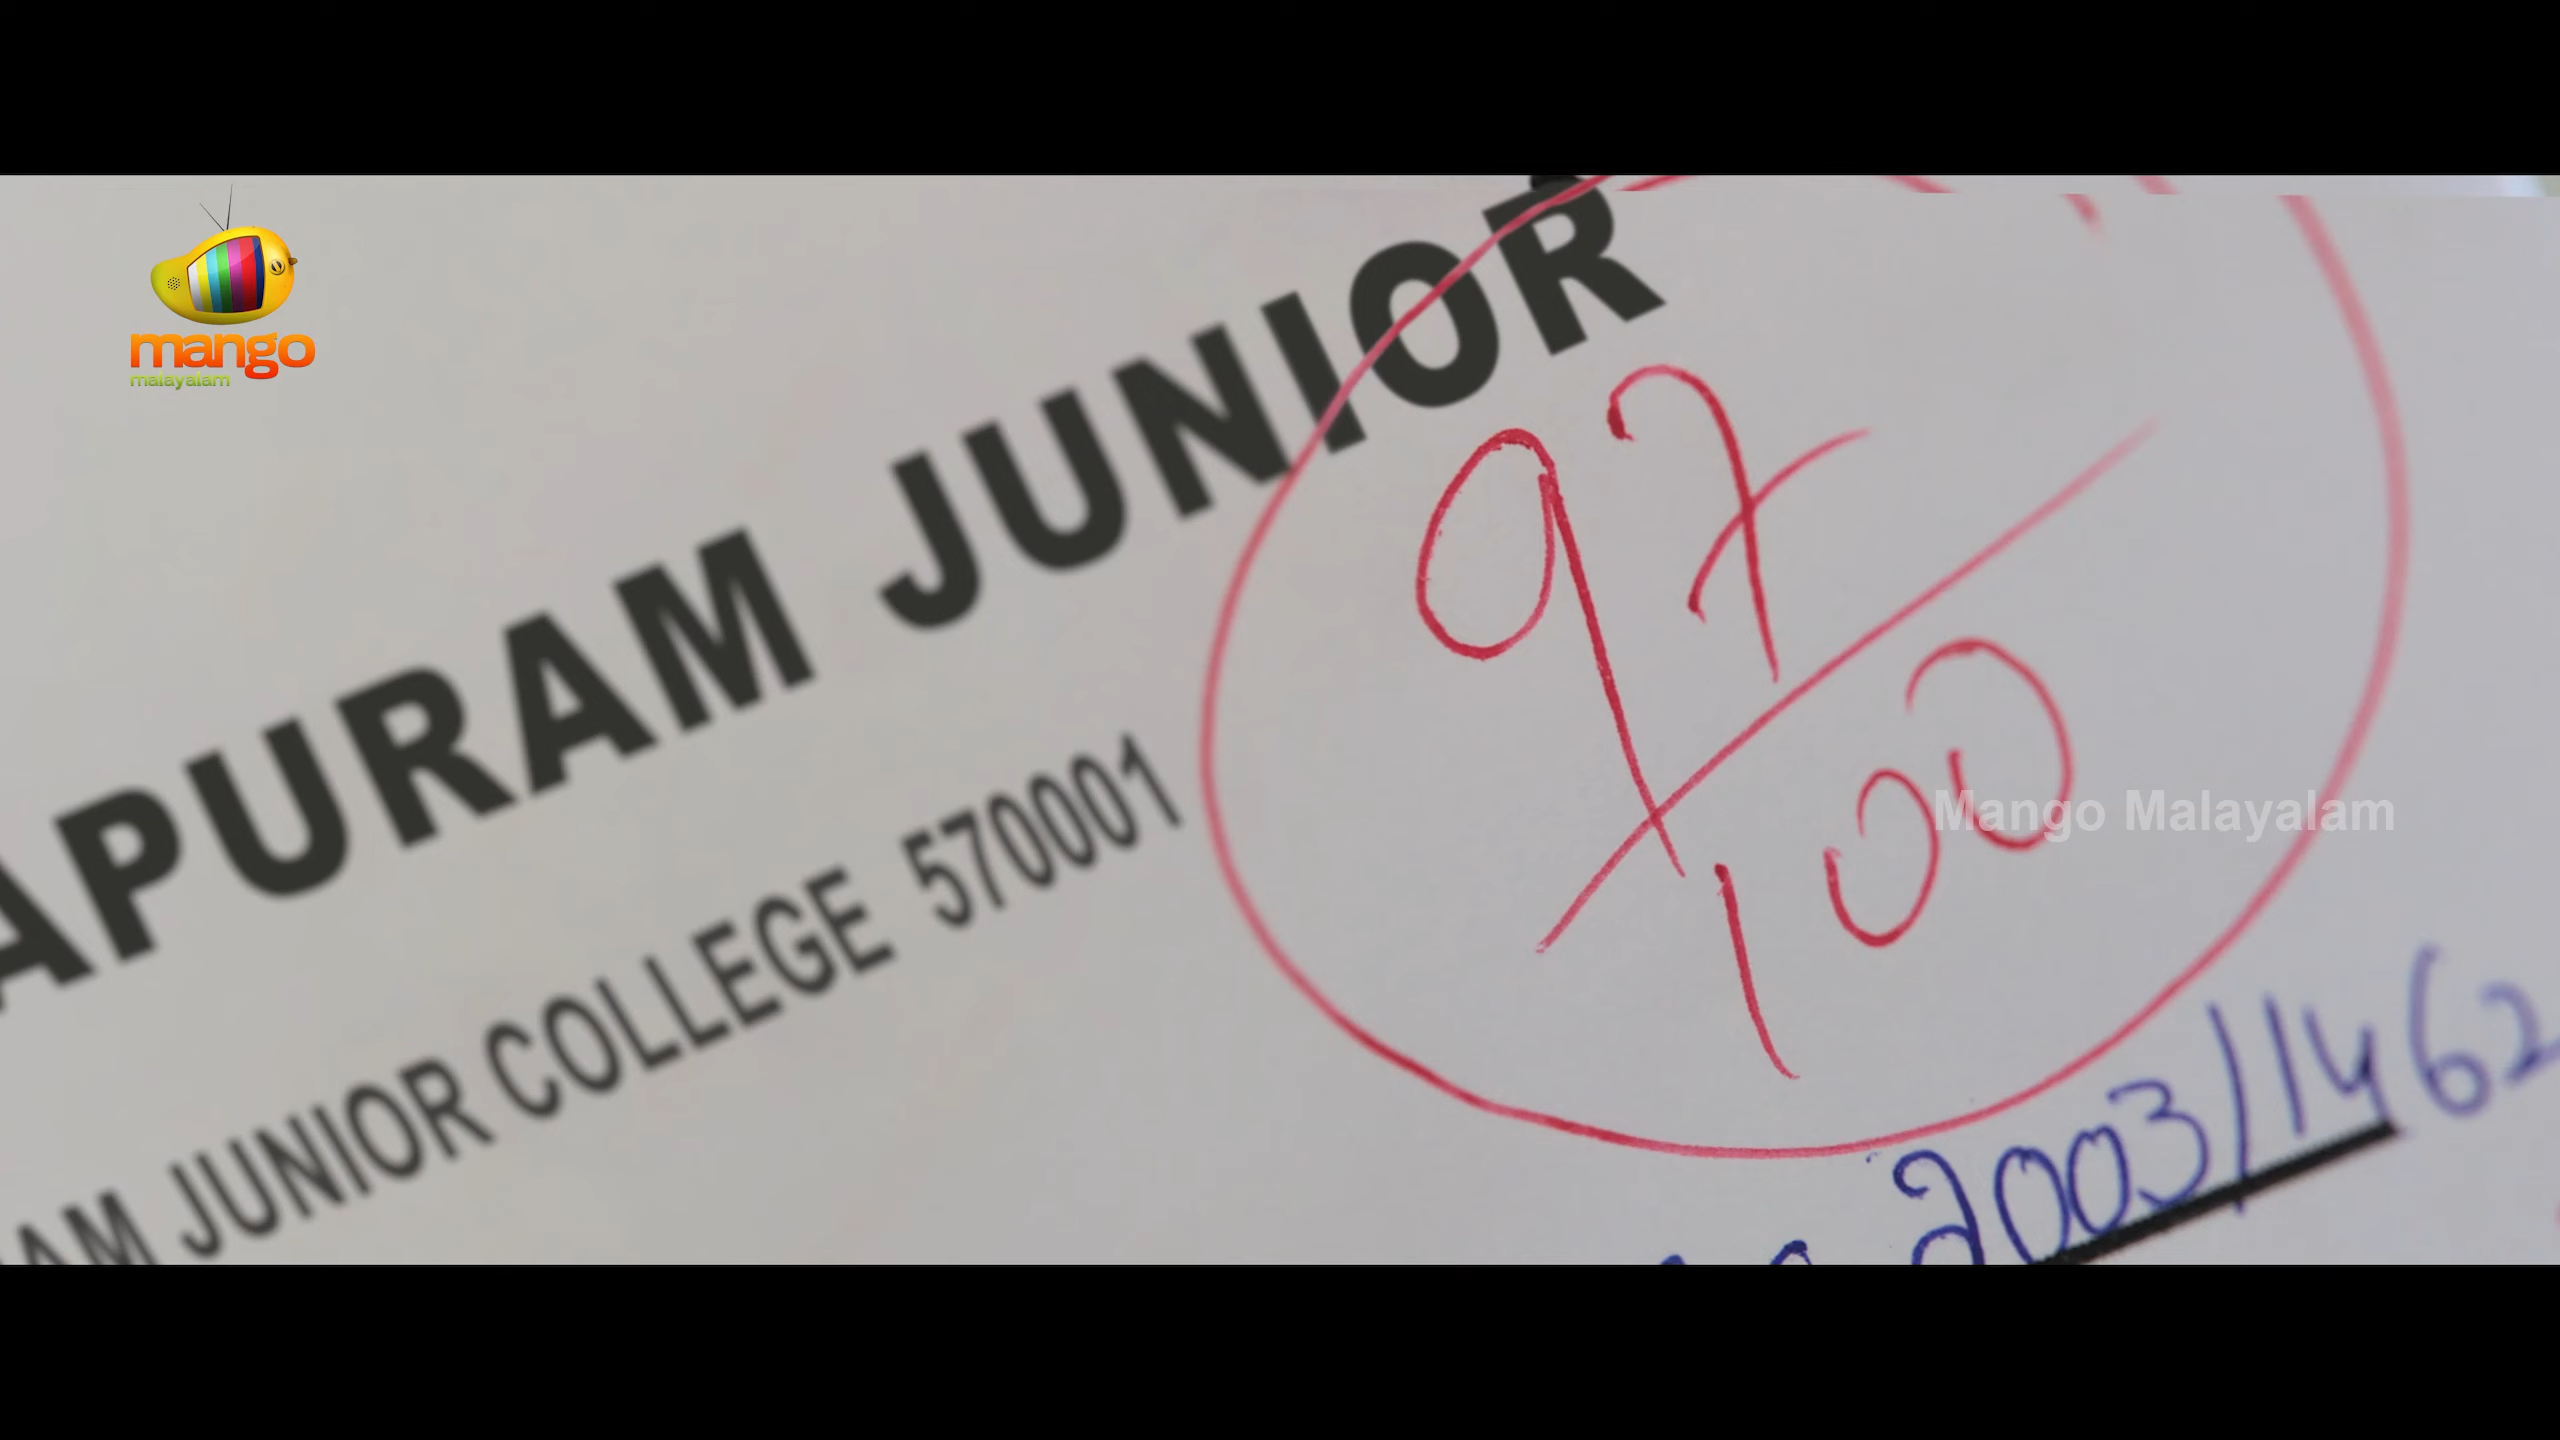 mango
malayalam
APURAM JUNIOR
AM JUNIOR COLLEGE 570001
97
100
Mango Malayalam
2003/1462